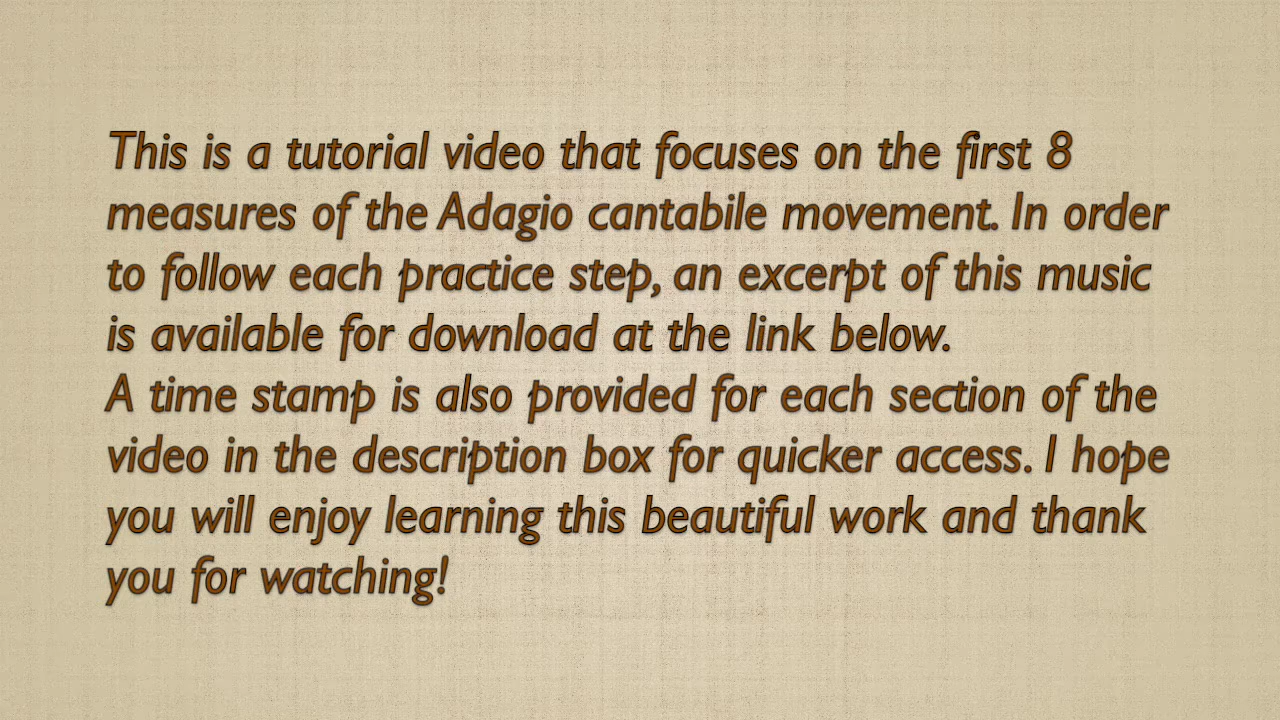 This is a tutorial video that focuses on the first 8
measures of the Adagio cantabile movement. In order
to follow each practice step, an excerpt of this music
is available for download at the link below.
A time stamp is also provided for each section of the
video in the description box for quicker access. I hope
you will enjoy learning this beautiful work and thank
you for watching!